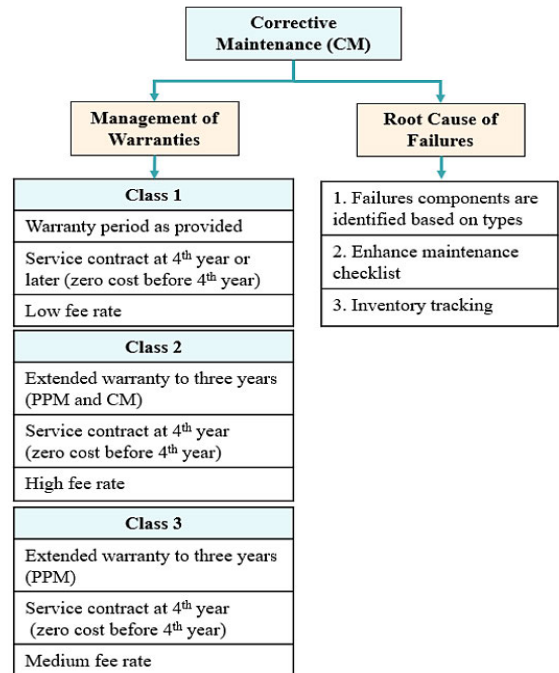 Corrective
Maintenance (CM)
Management of
Warranties
Class 1
Warranty period as provided
Service contract at 4th year or
later (zero cost before 4th year)
Low fee rate
Class 2
Extended warranty to three years
(PPM and CM)
Service contract at 4th year
(zero cost before 4th year)
High fee rate
Class 3
Extended warranty to three years
(PPM)
Service contract at 4th year
(zero cost before 4th year)
Medium fee rate
Root Cause of
Failures
1. Failures components are
identified based on types
2. Enhance maintenance
checklist
3. Inventory tracking